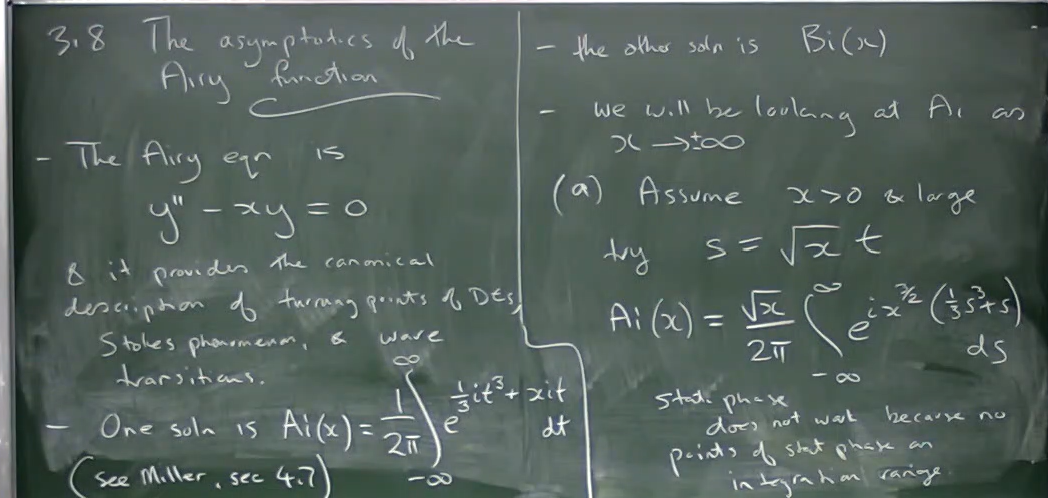 3.8 The asymptotics of the
Airy function
- The Airy eqn is
y'' - xy = 0
& it provides the canonical
description of turning points of DEs,
Stokes phenomenon, & wave
transitions.
- One soln is Ai(x) = 1/2π ∫_{-∞}^{∞} e^{1/3 it^3 + xit} dt
(see Miller, sec 4.7)
- the other soln is Bi(x)
- we will be looking at Ai as
x → ±∞
(a) Assume x > 0 & large
try s = √x t
Ai(x) = √x/2π ∫_{-∞}^{∞} e^{ix^{3/2} (1/3 s^3 + s)} ds
stat. phase
does not work because no
points of stat phase on
integration range.